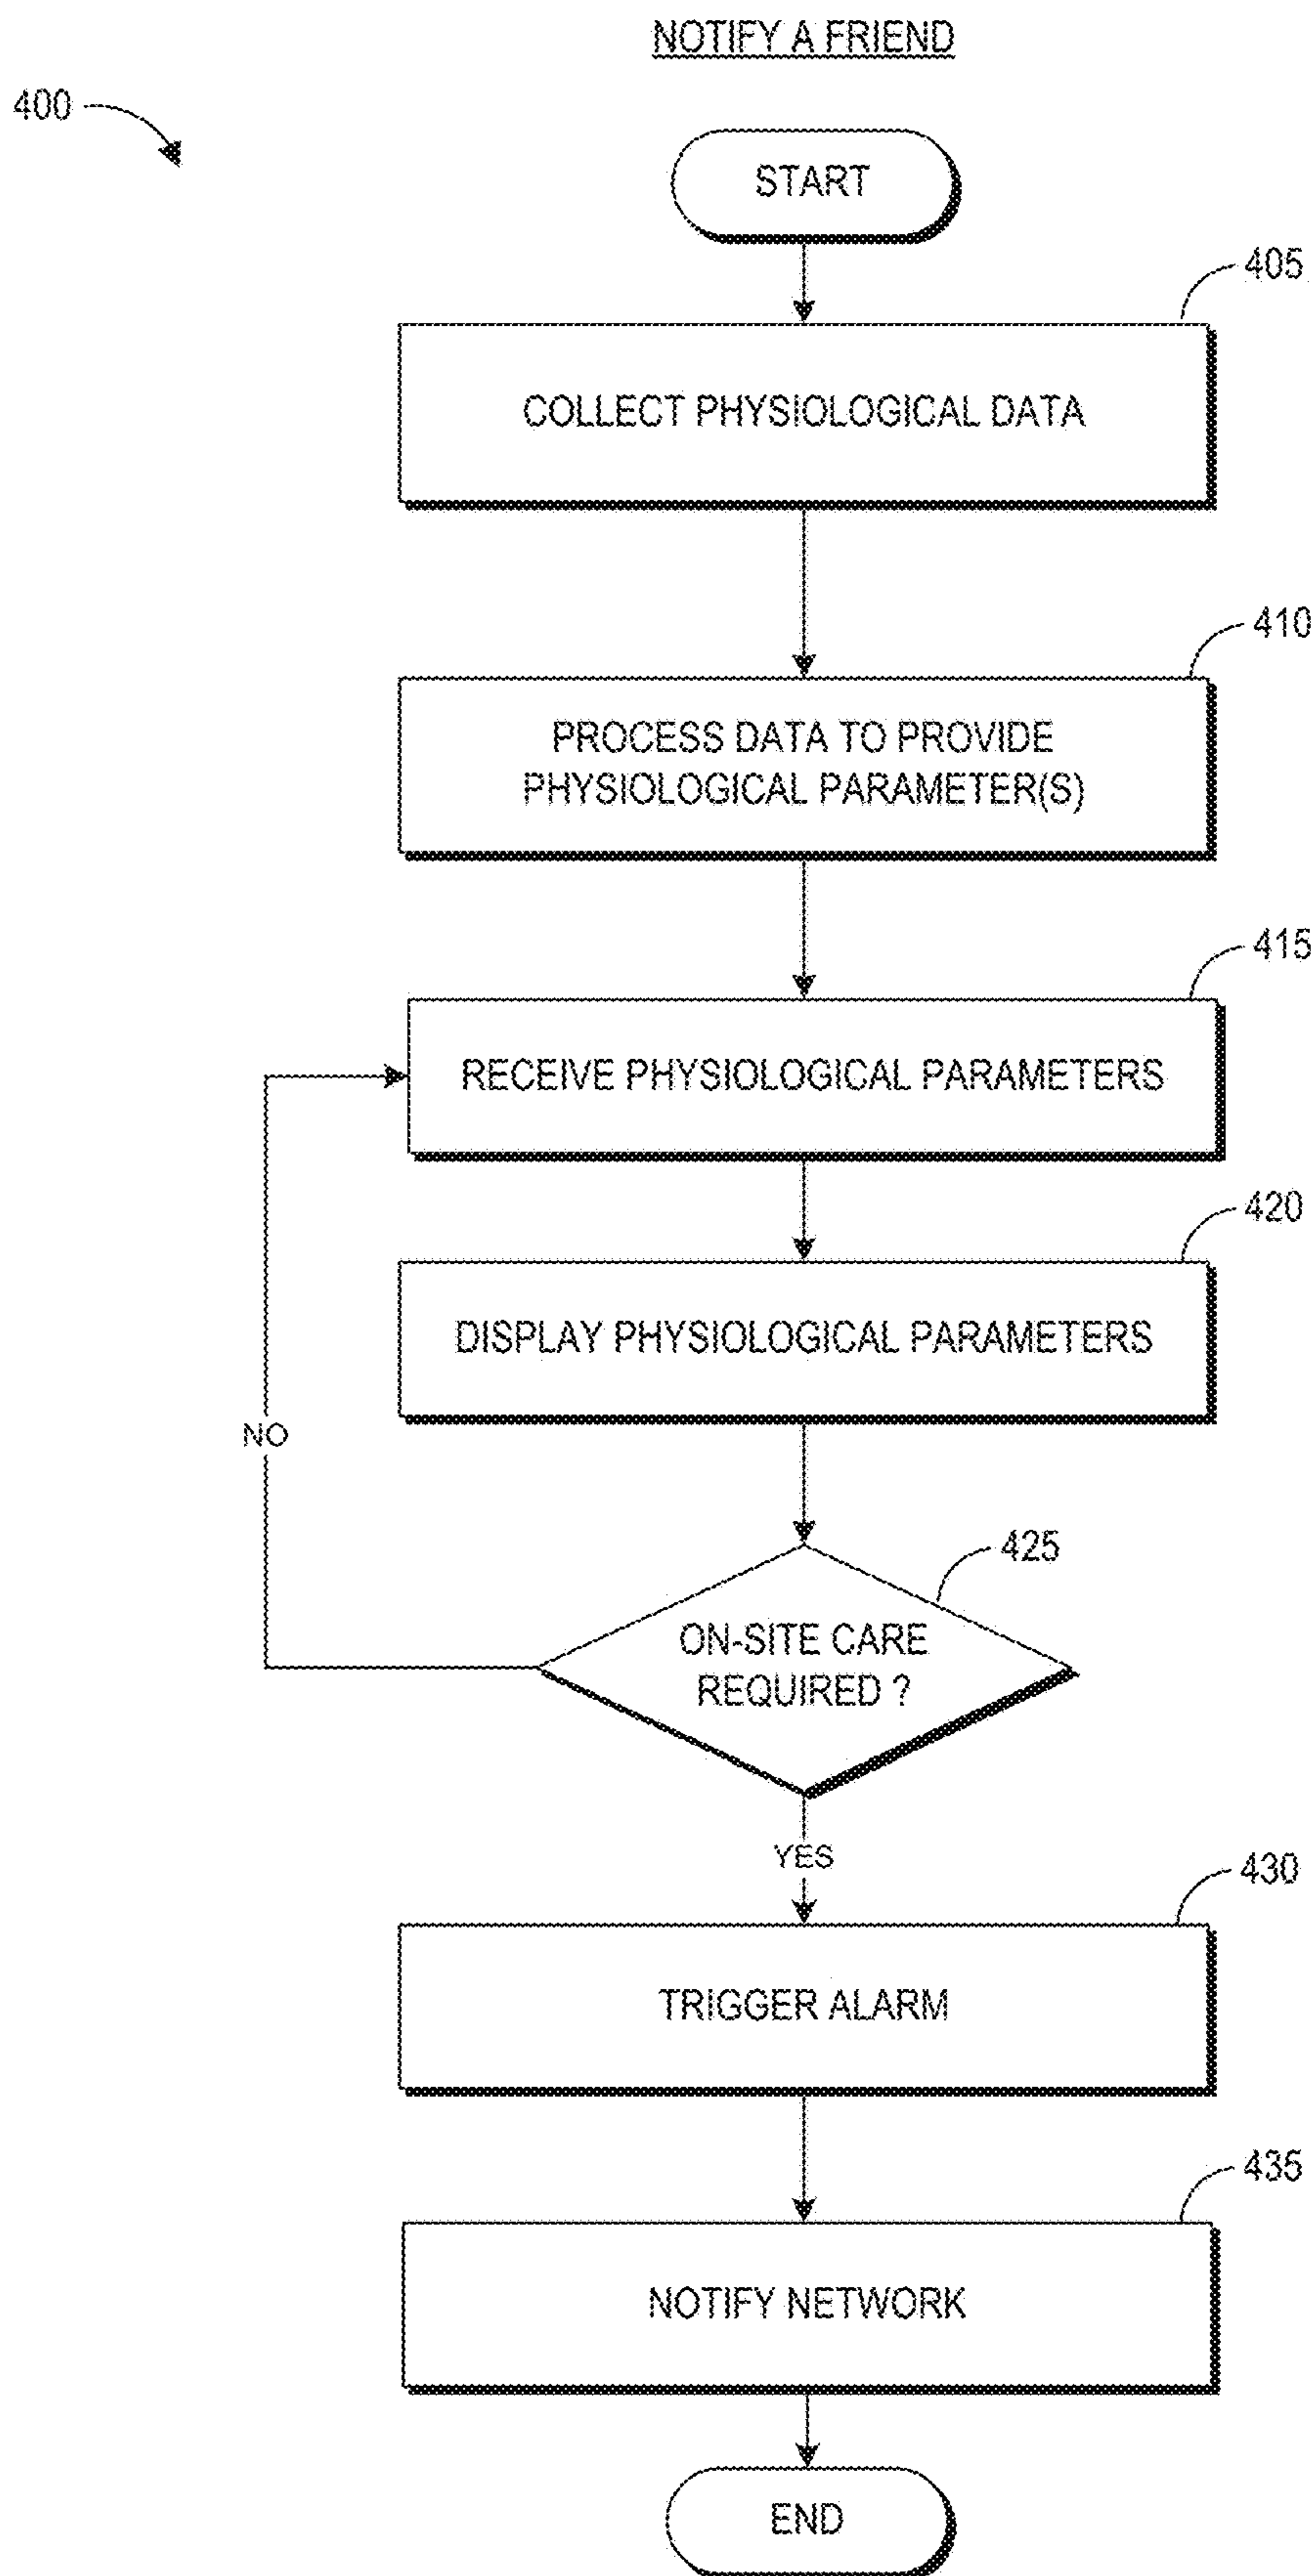 NOTIFY A FRIEND
400
START
405
COLLECT PHYSIOLOGICAL DATA
410
PROCESS DATA TO PROVIDE
PHYSIOLOGICAL PARAMETER(S)
415
RECEIVE PHYSIOLOGICAL PARAMETERS
420
DISPLAY PHYSIOLOGICAL PARAMETERS
NO
425
ON-SITE CARE
REQUIRED ?
YES
430
TRIGGER ALARM
435
NOTIFY NETWORK
END